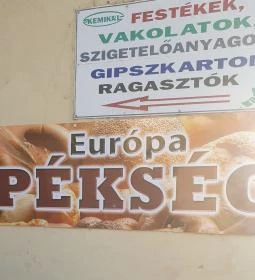 KEMIKÁL
FESTÉKEK,
VAKOLATOK,
SZIGETELŐANYAGO
GIPSZKARTON
RAGASZTÓK
Európa
PÉKSÉG